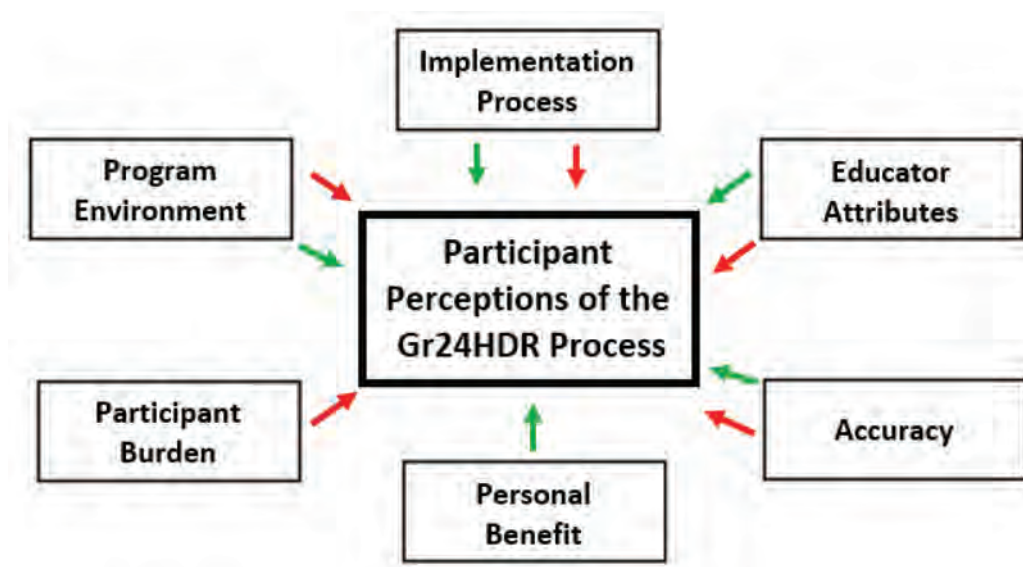 Implementation
Process
Program
Environment
Educator
Attributes
Participant
Perceptions of the
Gr24HDR Process
Participant
Burden
Accuracy
Personal
Benefit